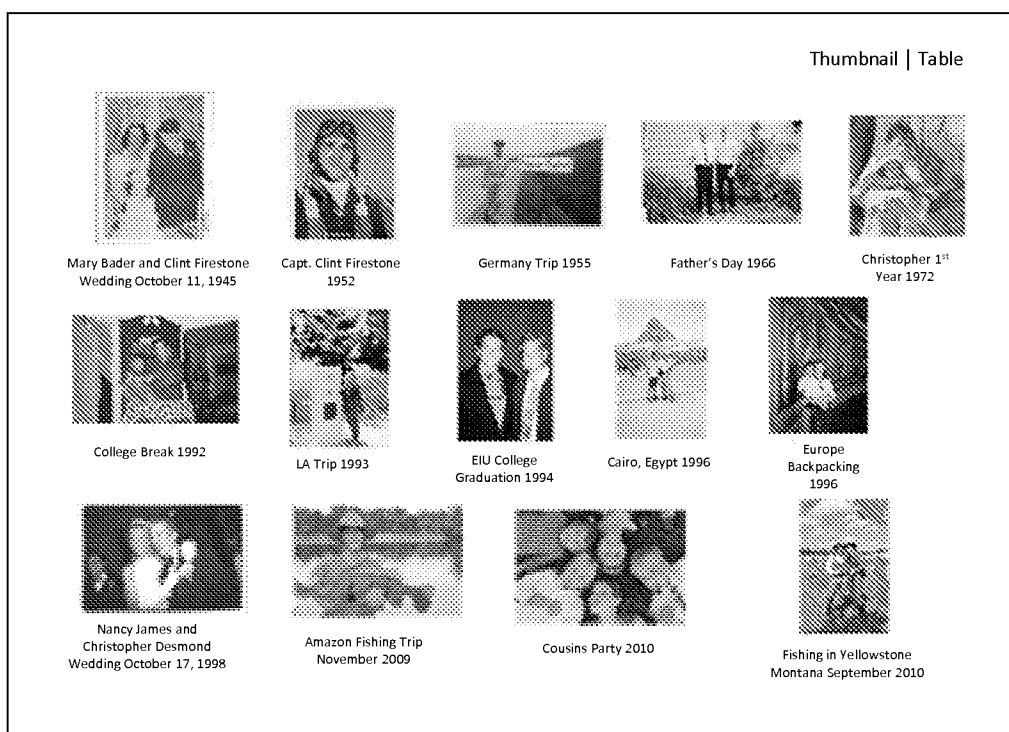 Thumbnail | Table
Mary Bader and Clint Firestone
Wedding October 11, 1945
Capt. Clint Firestone
1952
Germany Trip 1955
Father's Day 1966
Christopher 1st
Year 1972
College Break 1992
LA Trip 1993
EIU College
Graduation 1994
Cairo, Egypt 1996
Europe
Backpacking
1996
Nancy James and
Christopher Desmond
Wedding October 17, 1998
Amazon Fishing Trip
November 2009
Cousins Party 2010
Fishing in Yellowstone
Montana September 2010